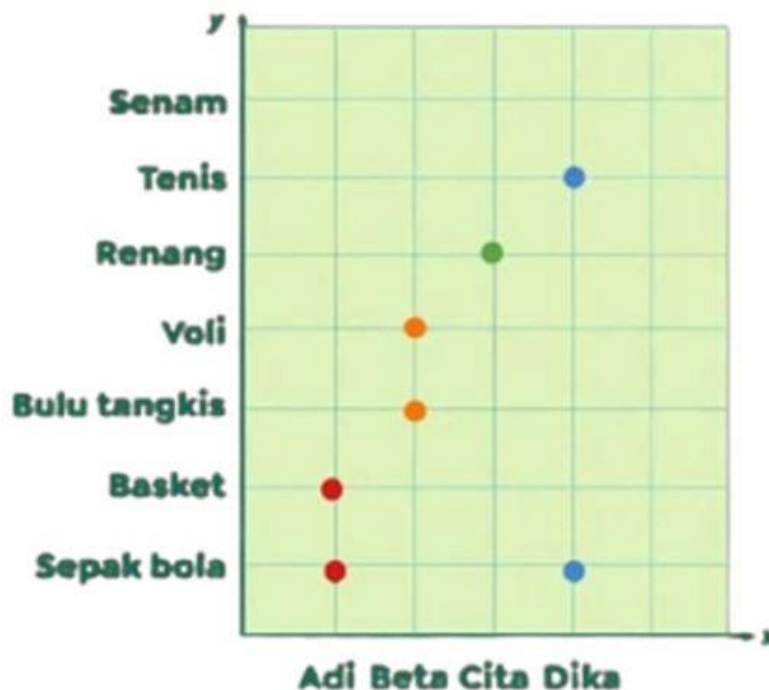 y
Senam
Tenis
Renang
Voli
Bulu tangkis
Basket
Sepak bola
x
Adi Beta Cita Dika